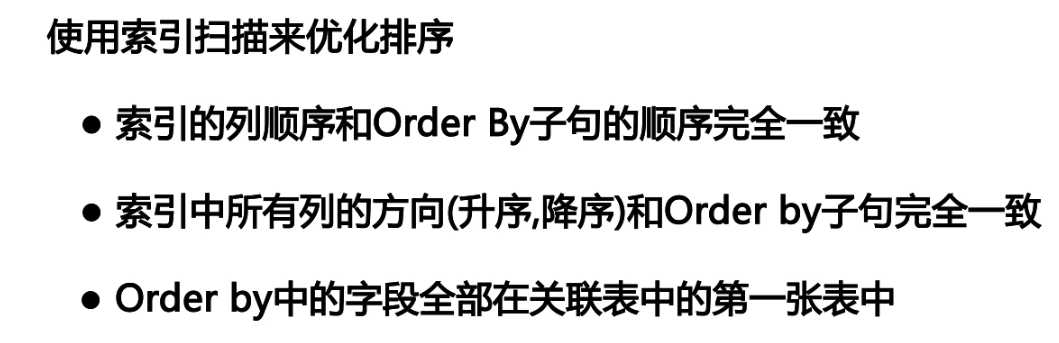 使用索引扫描来优化排序
● 索引的列顺序和Order By子句的顺序完全一致
● 索引中所有列的方向(升序,降序)和Order by子句完全一致
● Order by中的字段全部在关联表中的第一张表中